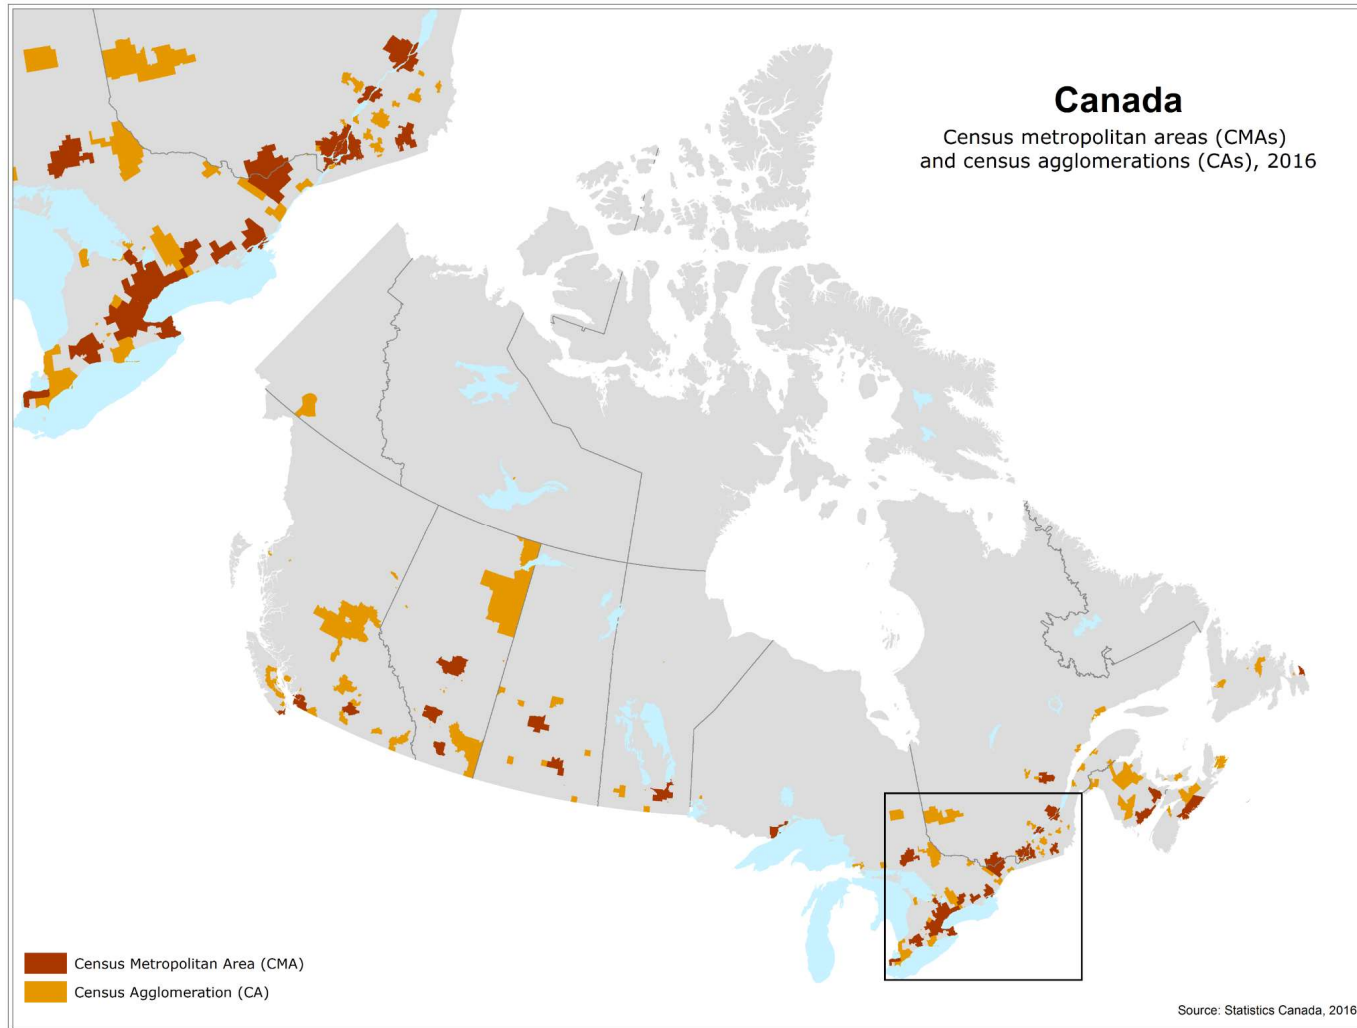 Canada
Census metropolitan areas (CMAs)
and census agglomerations (CAs), 2016
Census Metropolitan Area (CMA)
Census Agglomeration (CA)
Source: Statistics Canada, 2016